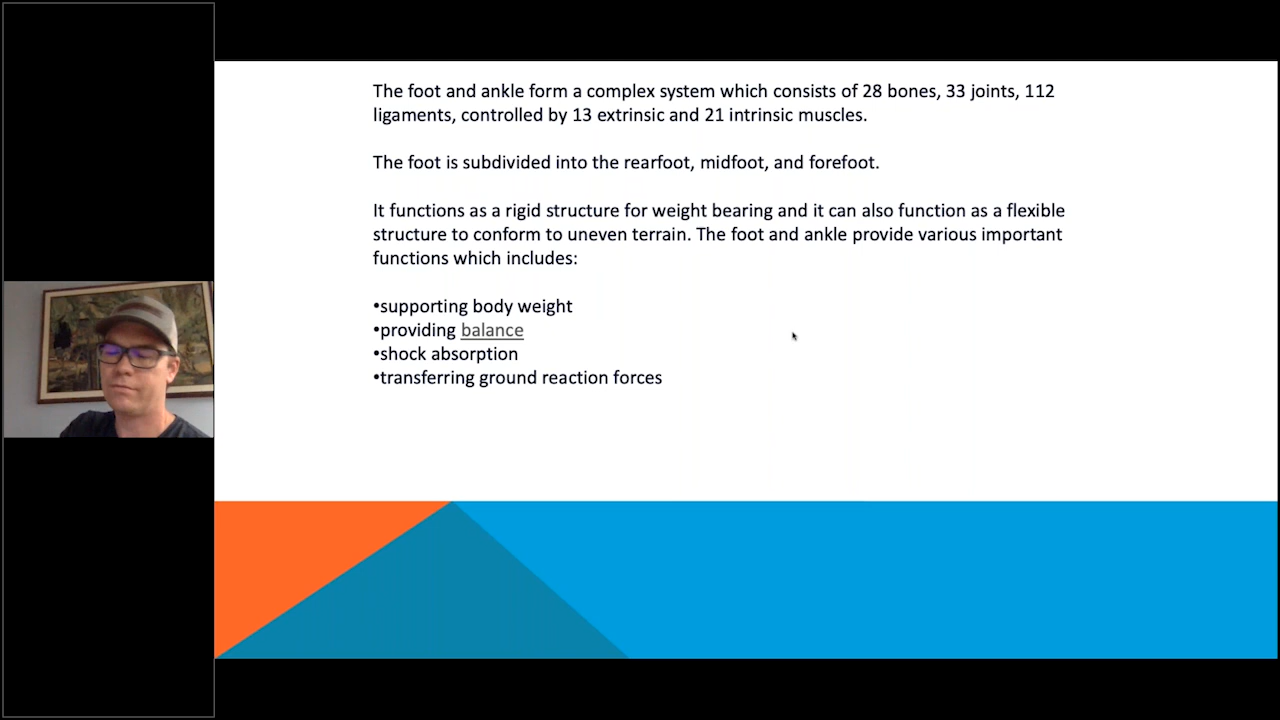 The foot and ankle form a complex system which consists of 28 bones, 33 joints, 112
ligaments, controlled by 13 extrinsic and 21 intrinsic muscles.
The foot is subdivided into the rearfoot, midfoot, and forefoot.
It functions as a rigid structure for weight bearing and it can also function as a flexible
structure to conform to uneven terrain. The foot and ankle provide various important
functions which includes:
•supporting body weight
•providing balance
•shock absorption
•transferring ground reaction forces